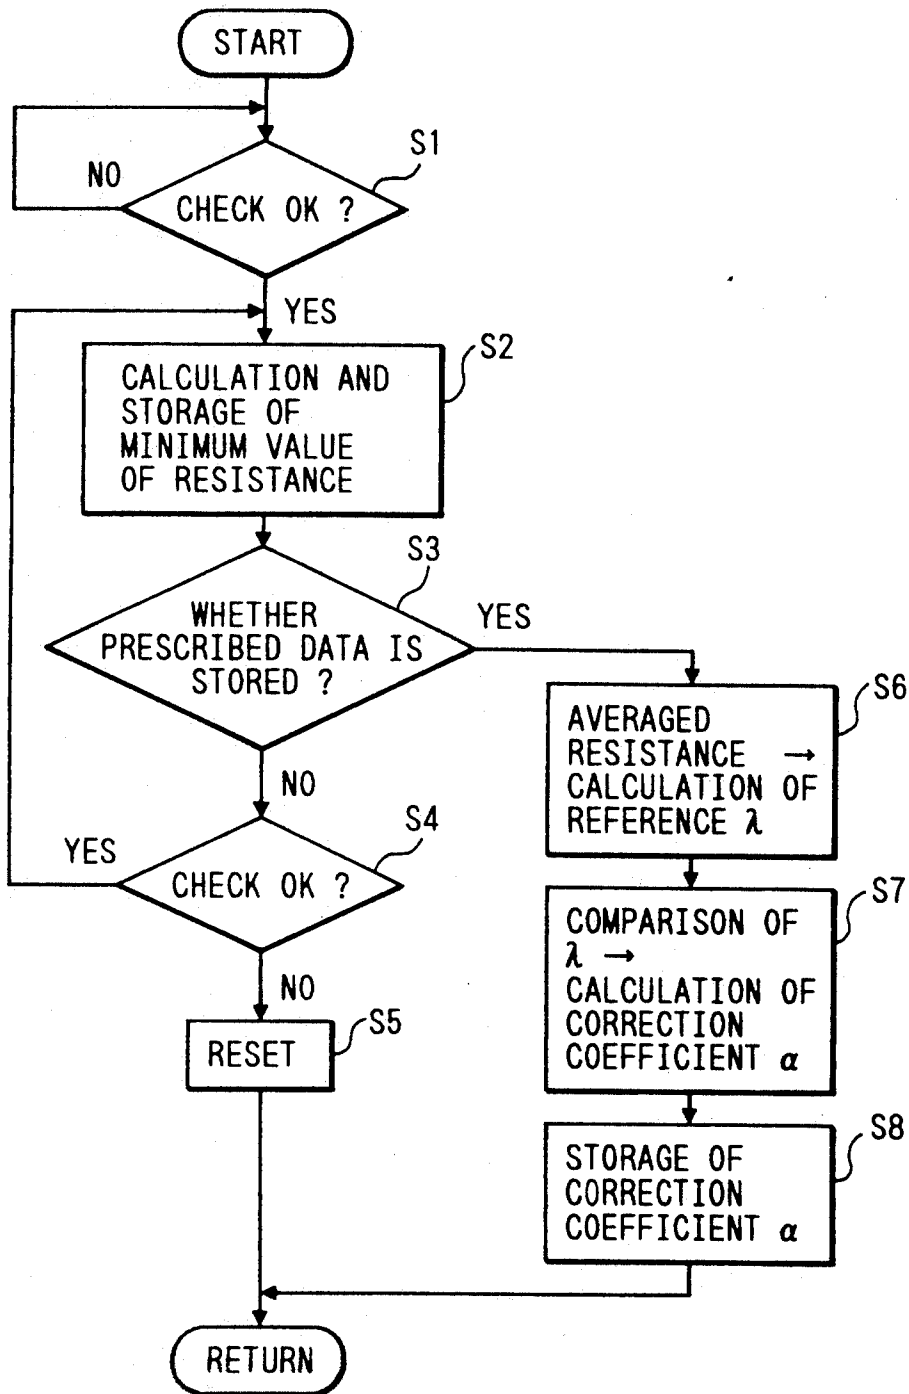 START
S1
NO
CHECK OK ?
YES
S2
CALCULATION AND
STORAGE OF
MINIMUM VALUE
OF RESISTANCE
S3
WHETHER
PRESCRIBED DATA IS
STORED ?
YES
NO
S4
YES
CHECK OK ?
NO
S5
RESET
S6
AVERAGED
RESISTANCE →
CALCULATION OF
REFERENCE λ
S7
COMPARISON OF
λ →
CALCULATION OF
CORRECTION
COEFFICIENT α
S8
STORAGE OF
CORRECTION
COEFFICIENT α
RETURN